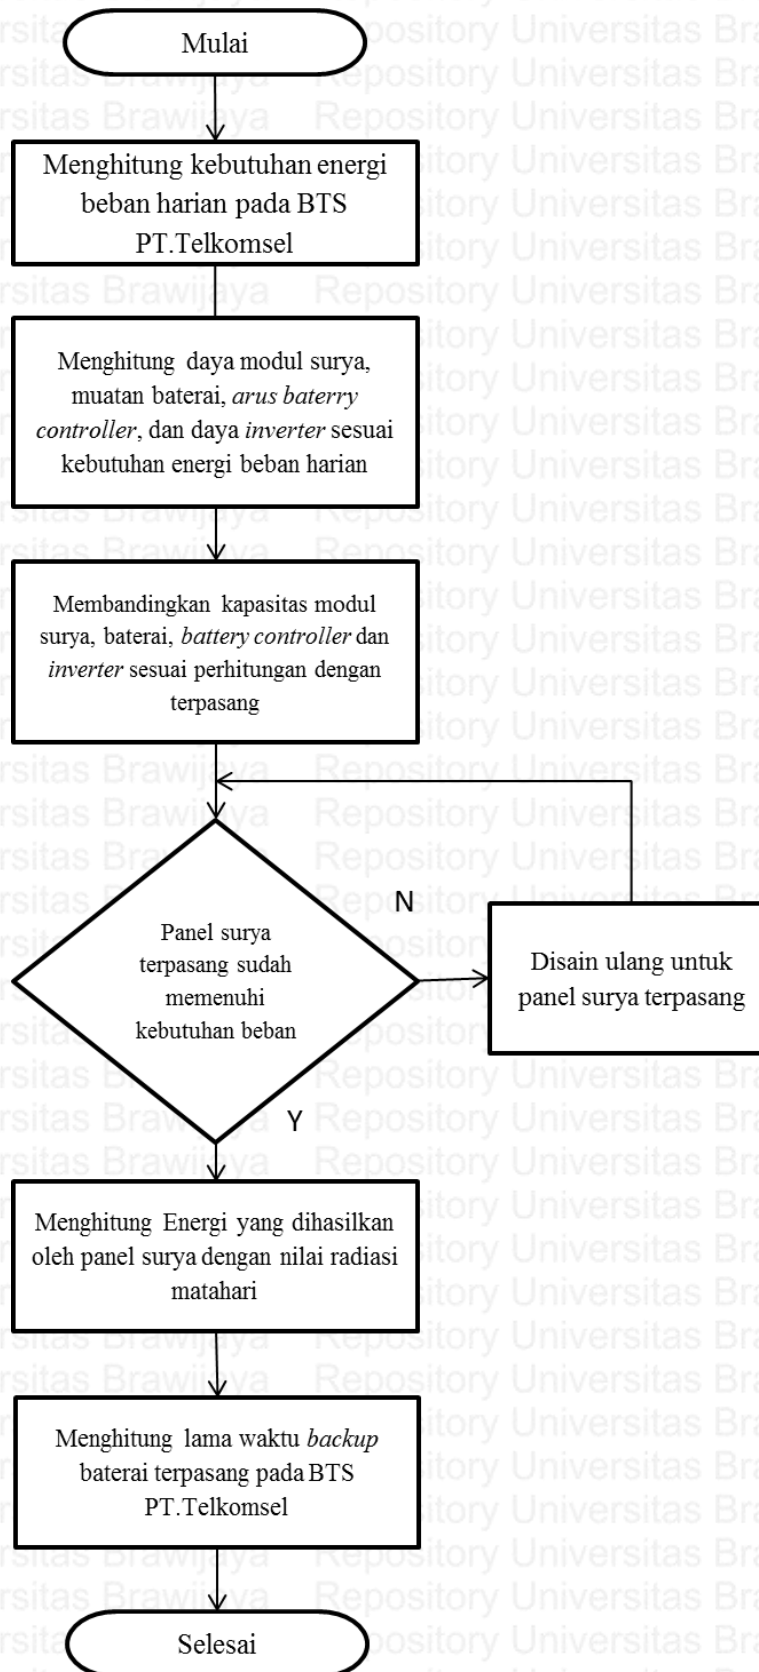 Mulai
Menghitung kebutuhan energi
beban harian pada BTS
PT.Telkomsel
Menghitung daya modul surya,
muatan baterai, arus baterry
controller, dan daya inverter sesuai
kebutuhan energi beban harian
Membandingkan kapasitas modul
surya, baterai, battery controller dan
inverter sesuai perhitungan dengan
terpasang
Panel surya
terpasang sudah
memenuhi
kebutuhan beban
N
Disain ulang untuk
panel surya terpasang
Y
Menghitung Energi yang dihasilkan
oleh panel surya dengan nilai radiasi
matahari
Menghitung lama waktu backup
baterai terpasang pada BTS
PT.Telkomsel
Selesai